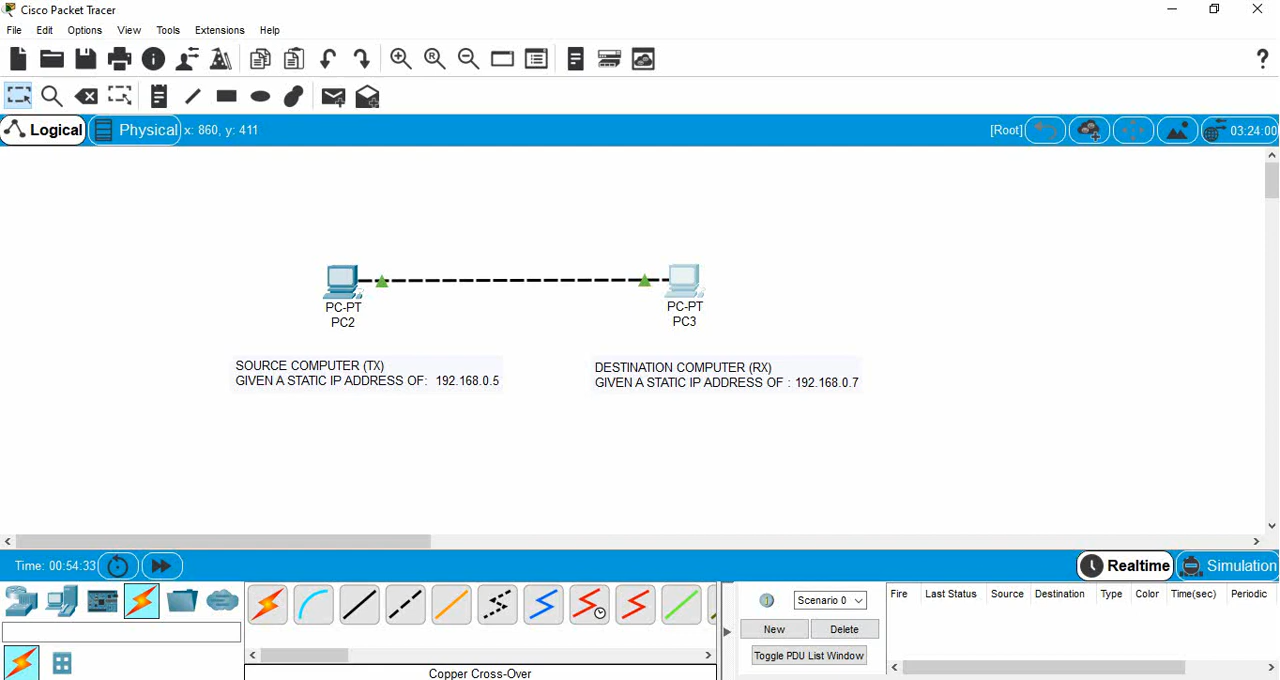 Cisco Packet Tracer
File Edit Options View Tools Extensions Help
Logical Physical x: 860, y: 411 [Root] 03:24:00
PC-PT
PC2
PC-PT
PC3
SOURCE COMPUTER (TX)
GIVEN A STATIC IP ADDRESS OF: 192.168.0.5
DESTINATION COMPUTER (RX)
GIVEN A STATIC IP ADDRESS OF : 192.168.0.7
Time: 00:54:33 Realtime Simulation
Scenario 0
New Delete
Toggle PDU List Window
Fire Last Status Source Destination Type Color Time(sec) Periodic
Copper Cross-Over